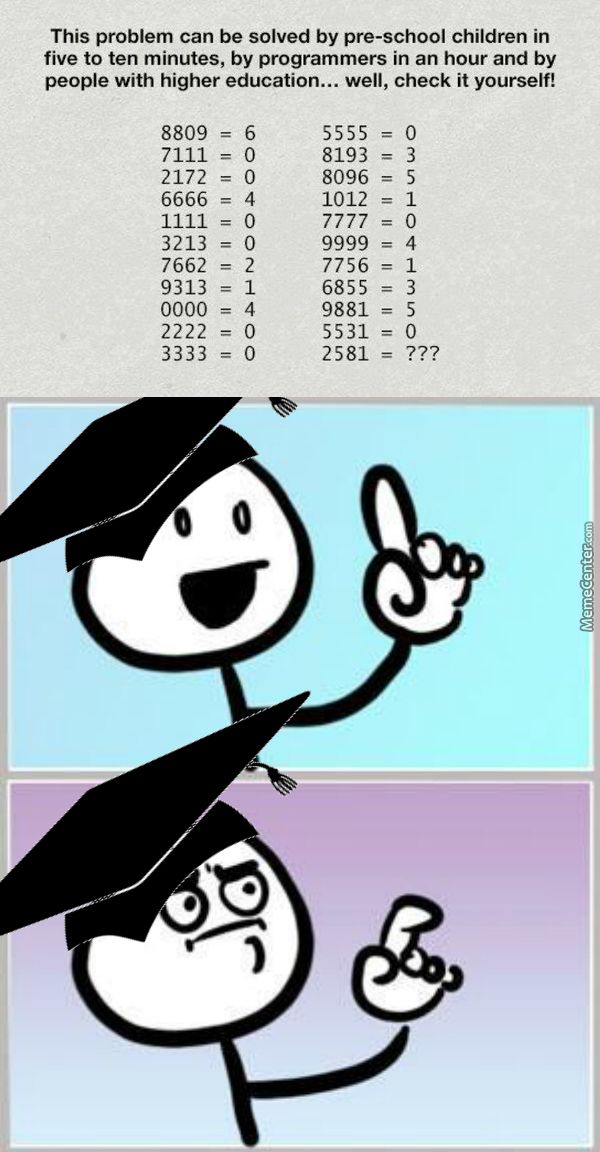 This problem can be solved by pre-school children in
five to ten minutes, by programmers in an hour and by
people with higher education... well, check it yourself!
8809 = 6
7111 = 0
2172 = 0
6666 = 4
1111 = 0
3213 = 0
7662 = 2
9313 = 1
0000 = 4
2222 = 0
3333 = 0
5555 = 0
8193 = 3
8096 = 5
1012 = 1
7777 = 0
9999 = 4
7756 = 1
6855 = 3
9881 = 5
5531 = 0
2581 = ???
MemeCenter.com